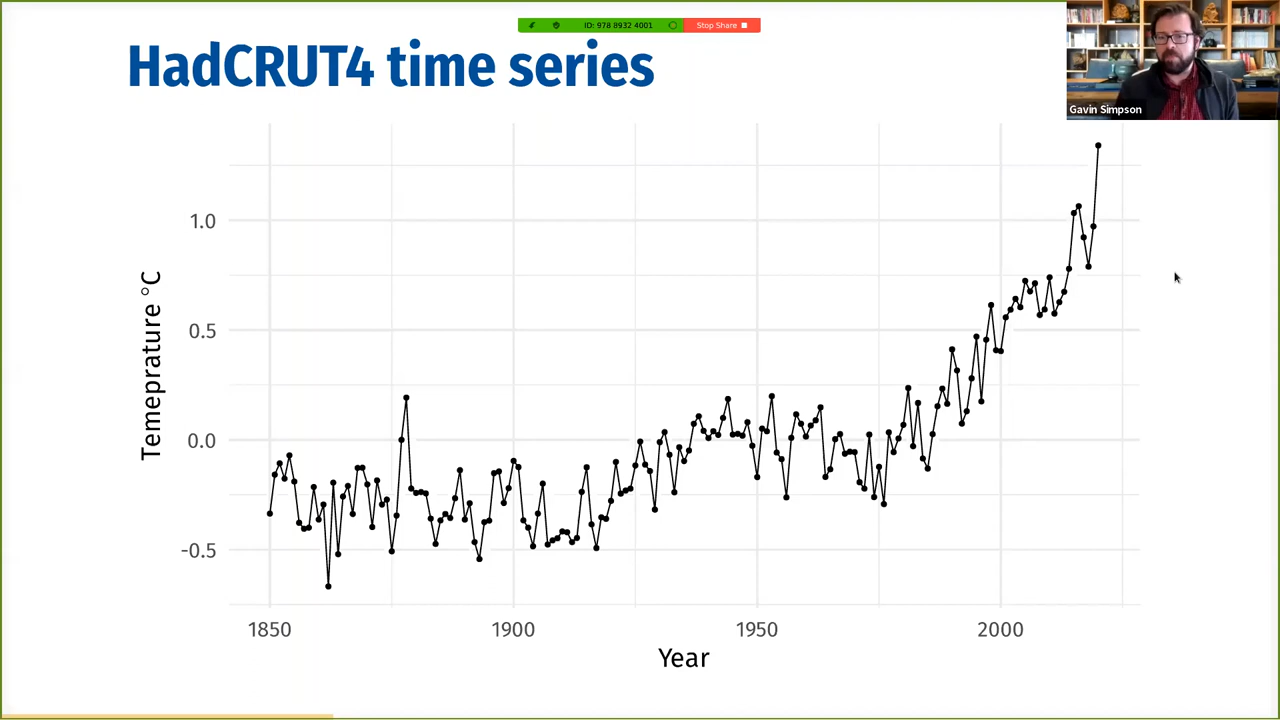 ID: 978 8932 4001 Stop Share
HadCRUT4 time series
Gavin Simpson
Temeprature °C
1.0
0.5
0.0
-0.5
1850 1900 1950 2000
Year